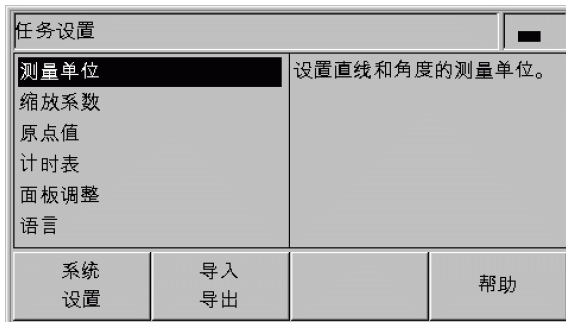 任务设置
测量单位
设置直线和角度的测量单位。
缩放系数
原点值
计时表
面板调整
语言
系统
设置
导入
导出
帮助